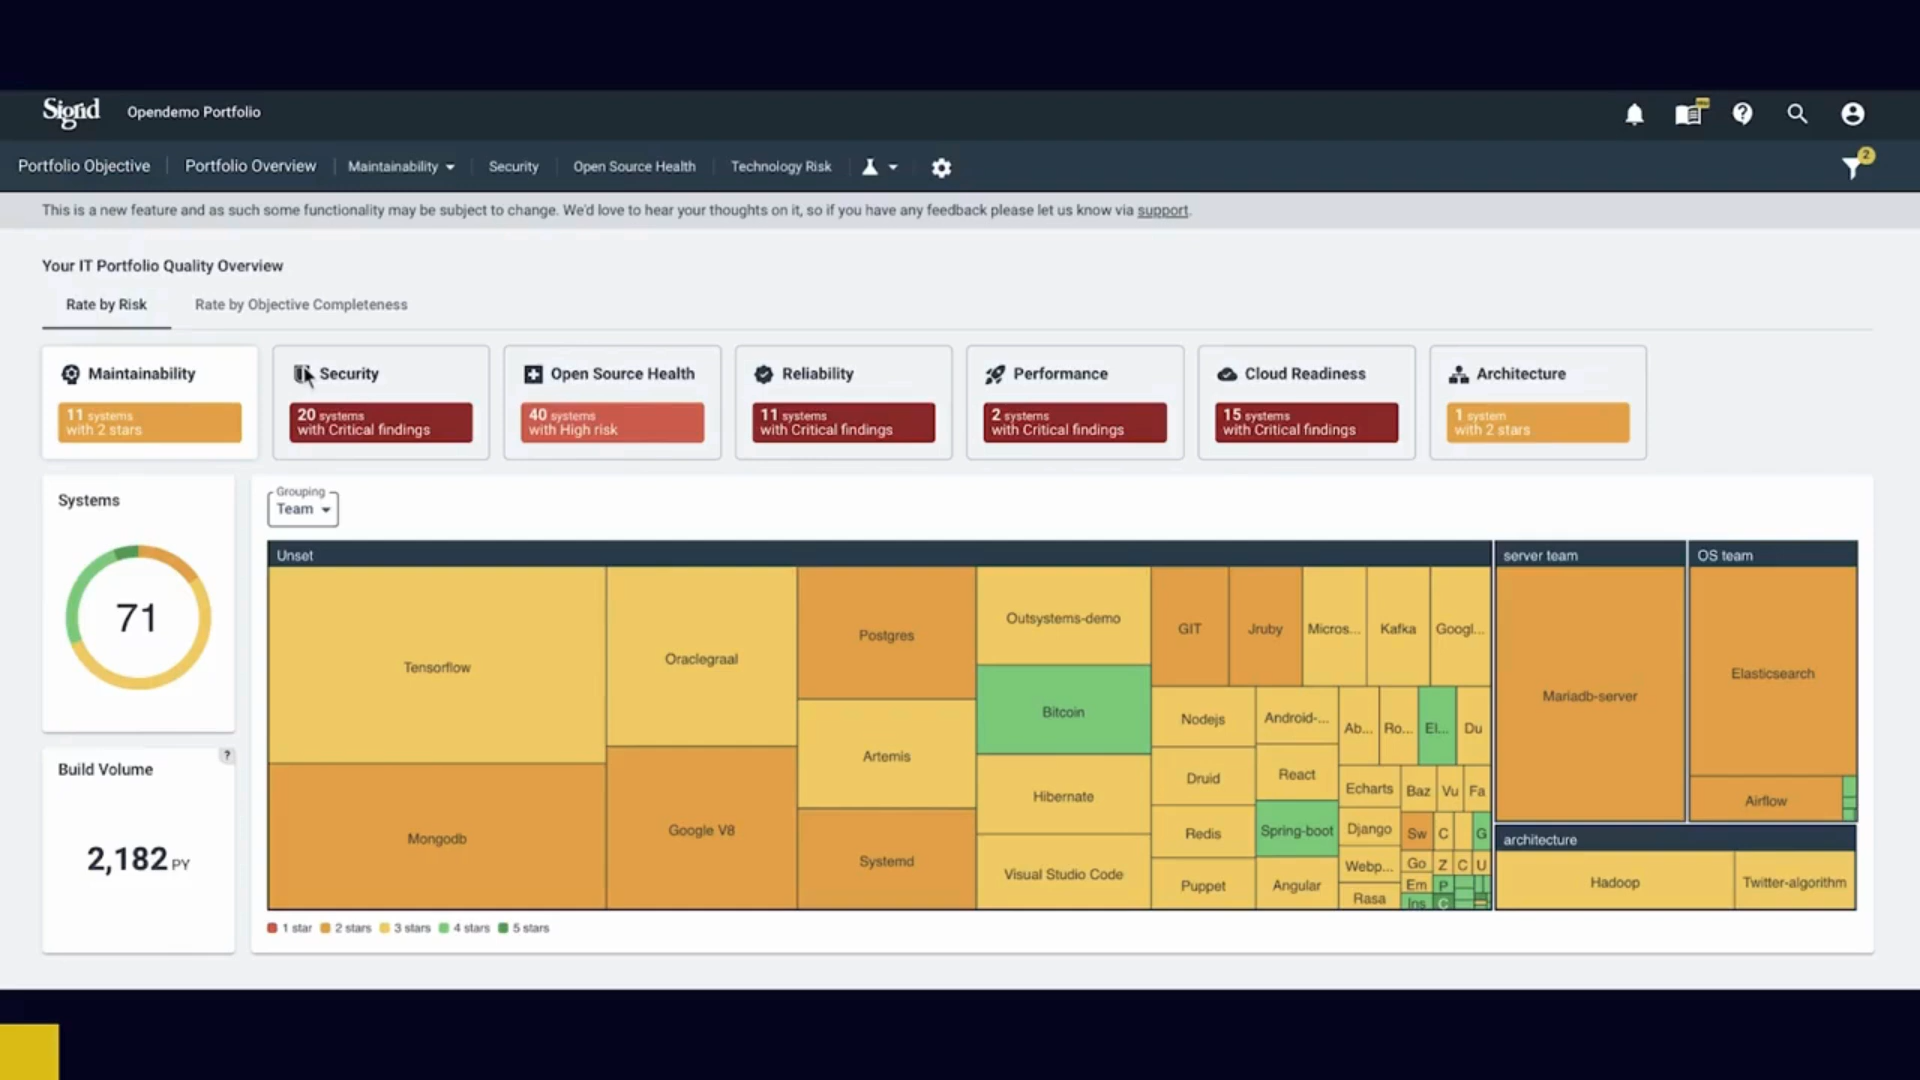 Sigrid
Opendemo Portfolio
Portfolio Objective
Portfolio Overview
Maintainability
Security
Open Source Health
Technology Risk
2
This is a new feature and as such some functionality may be subject to change. We'd love to hear your thoughts on it, so if you have any feedback please let us know via support.
Your IT Portfolio Quality Overview
Rate by Risk
Rate by Objective Completeness
Maintainability
11 systems
with 2 stars
Security
20 systems
with Critical findings
Open Source Health
40 systems
with High risk
Reliability
11 systems
with Critical findings
Performance
2 systems
with Critical findings
Cloud Readiness
15 systems
with Critical findings
Architecture
1 system
with 2 stars
Systems
71
Build Volume
?
2,182 PY
Grouping
Team
Unset
Tensorflow
Mongodb
Oraclegraal
Google V8
Postgres
Artemis
Systemd
Outsystems-demo
Bitcoin
Hibernate
Visual Studio Code
GIT
Jruby
Micros...
Kafka
Googl...
Nodejs
Android-...
Ab...
Ro...
El...
Du
Druid
React
Echarts
Baz
Vu
Fa
Redis
Spring-boot
Django
Sw
C
G
Webp...
Go
Z
C
U
Puppet
Angular
Rasa
Em
P
Ins
C
server team
Mariadb-server
OS team
Elasticsearch
Airflow
architecture
Hadoop
Twitter-algorithm
1 star
2 stars
3 stars
4 stars
5 stars